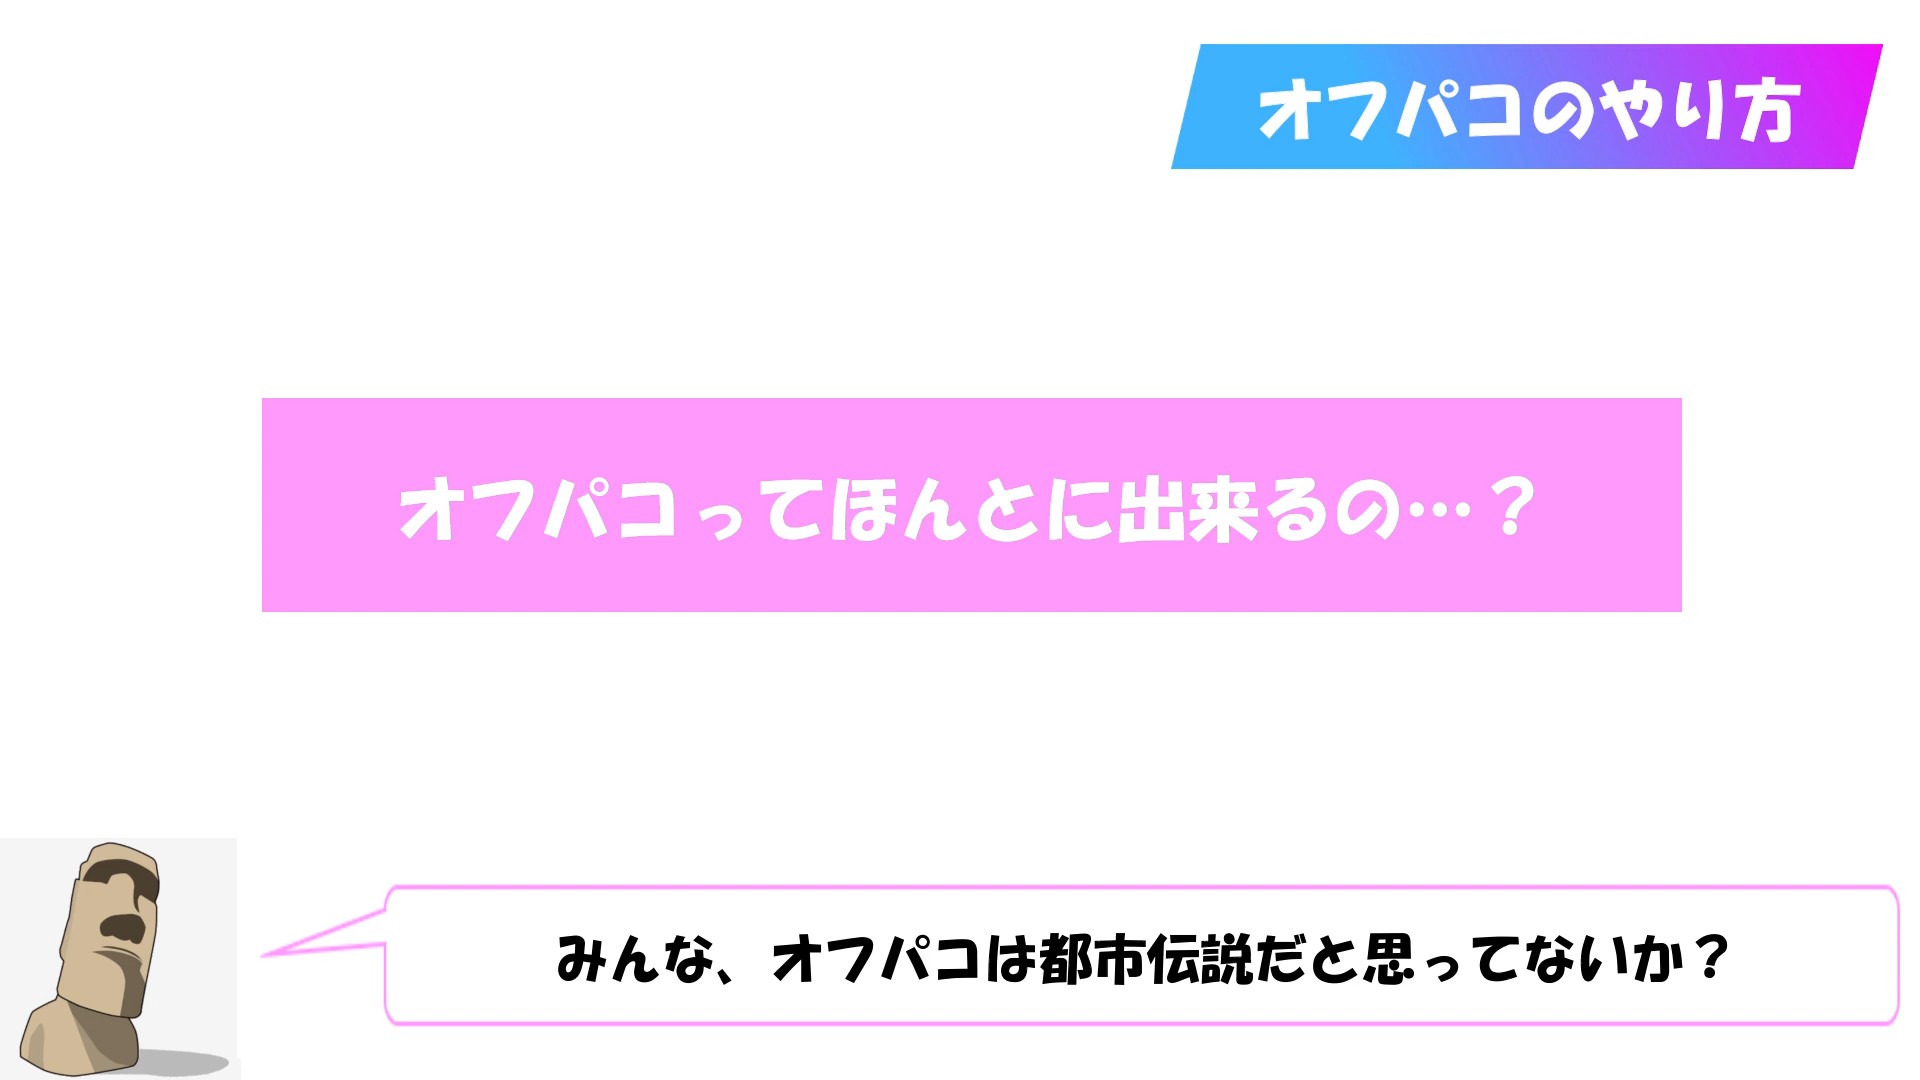 オフパコのやり方
オフパコってほんとに出来るの…？
みんな、オフパコは都市伝説だと思ってないか？